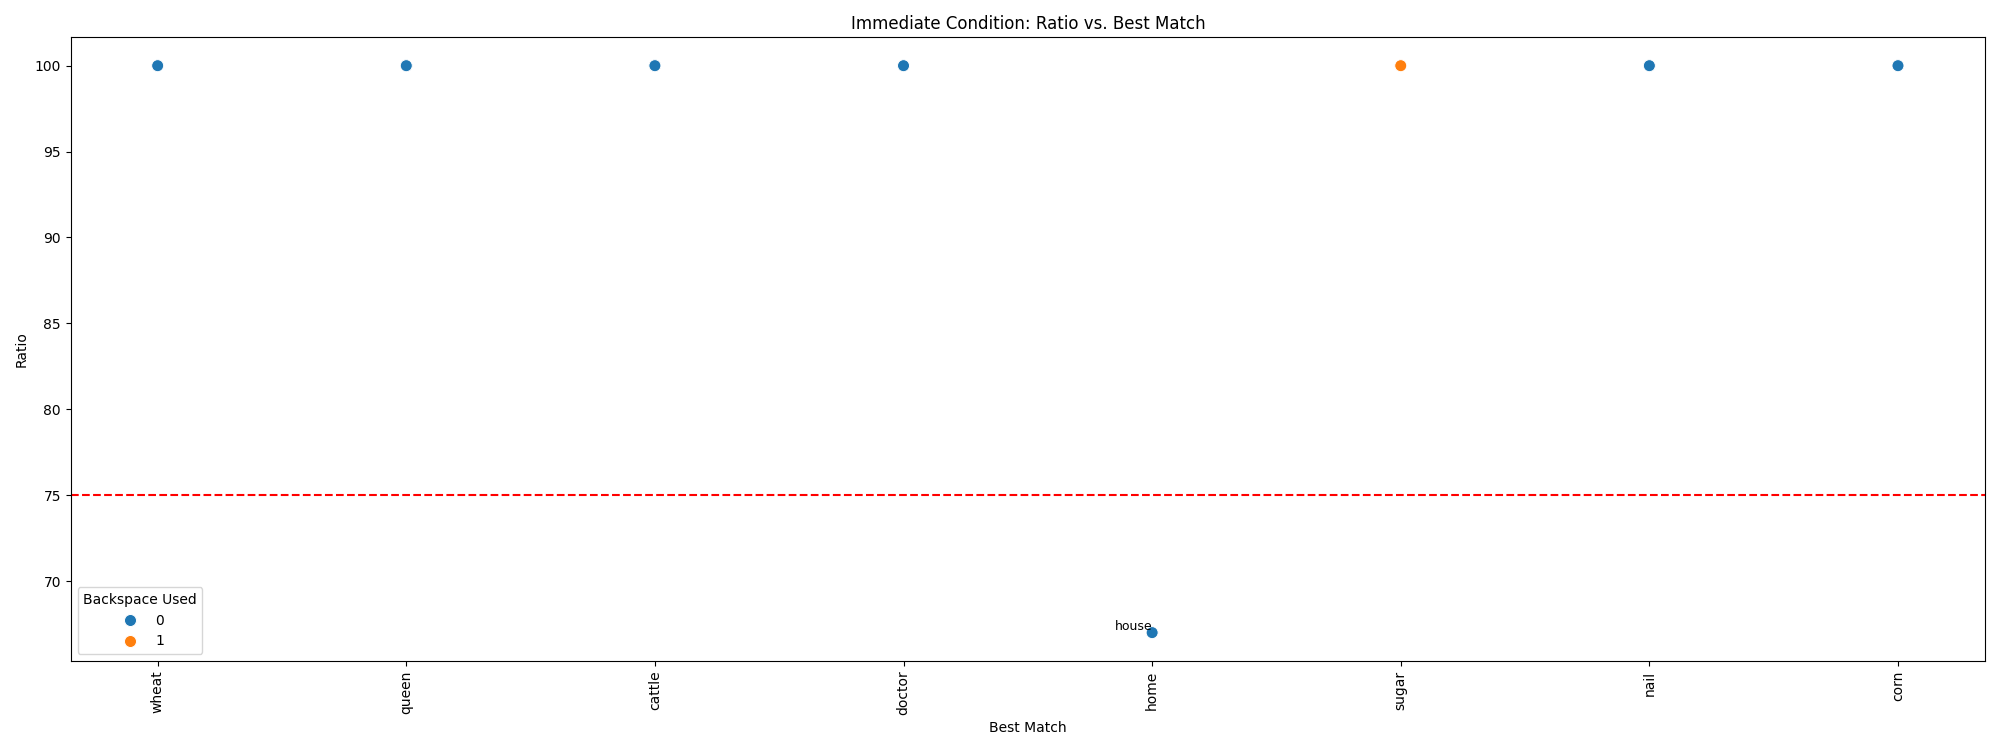 Immediate Condition: Ratio vs. Best Match
Ratio
100
95
90
85
80
75
70
house
Backspace Used
0
1
wheat
queen
cattle
doctor
home
sugar
nail
corn
Best Match